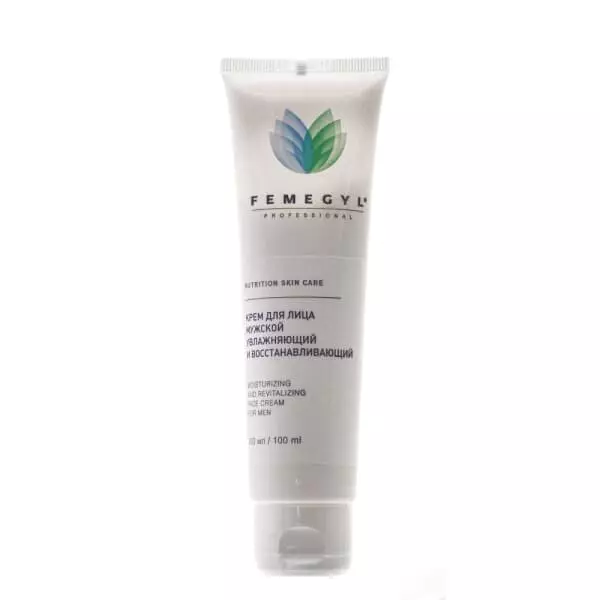 FEMEGYL®
PROFESSIONAL
NUTRITION SKIN CARE
КРЕМ ДЛЯ ЛИЦА
МУЖСКОЙ
УВЛАЖНЯЮЩИЙ
И ВОССТАНАВЛИВАЮЩИЙ
MOISTURIZING
AND REVITALIZING
FACE CREAM
FOR MEN
100 мл / 100 ml